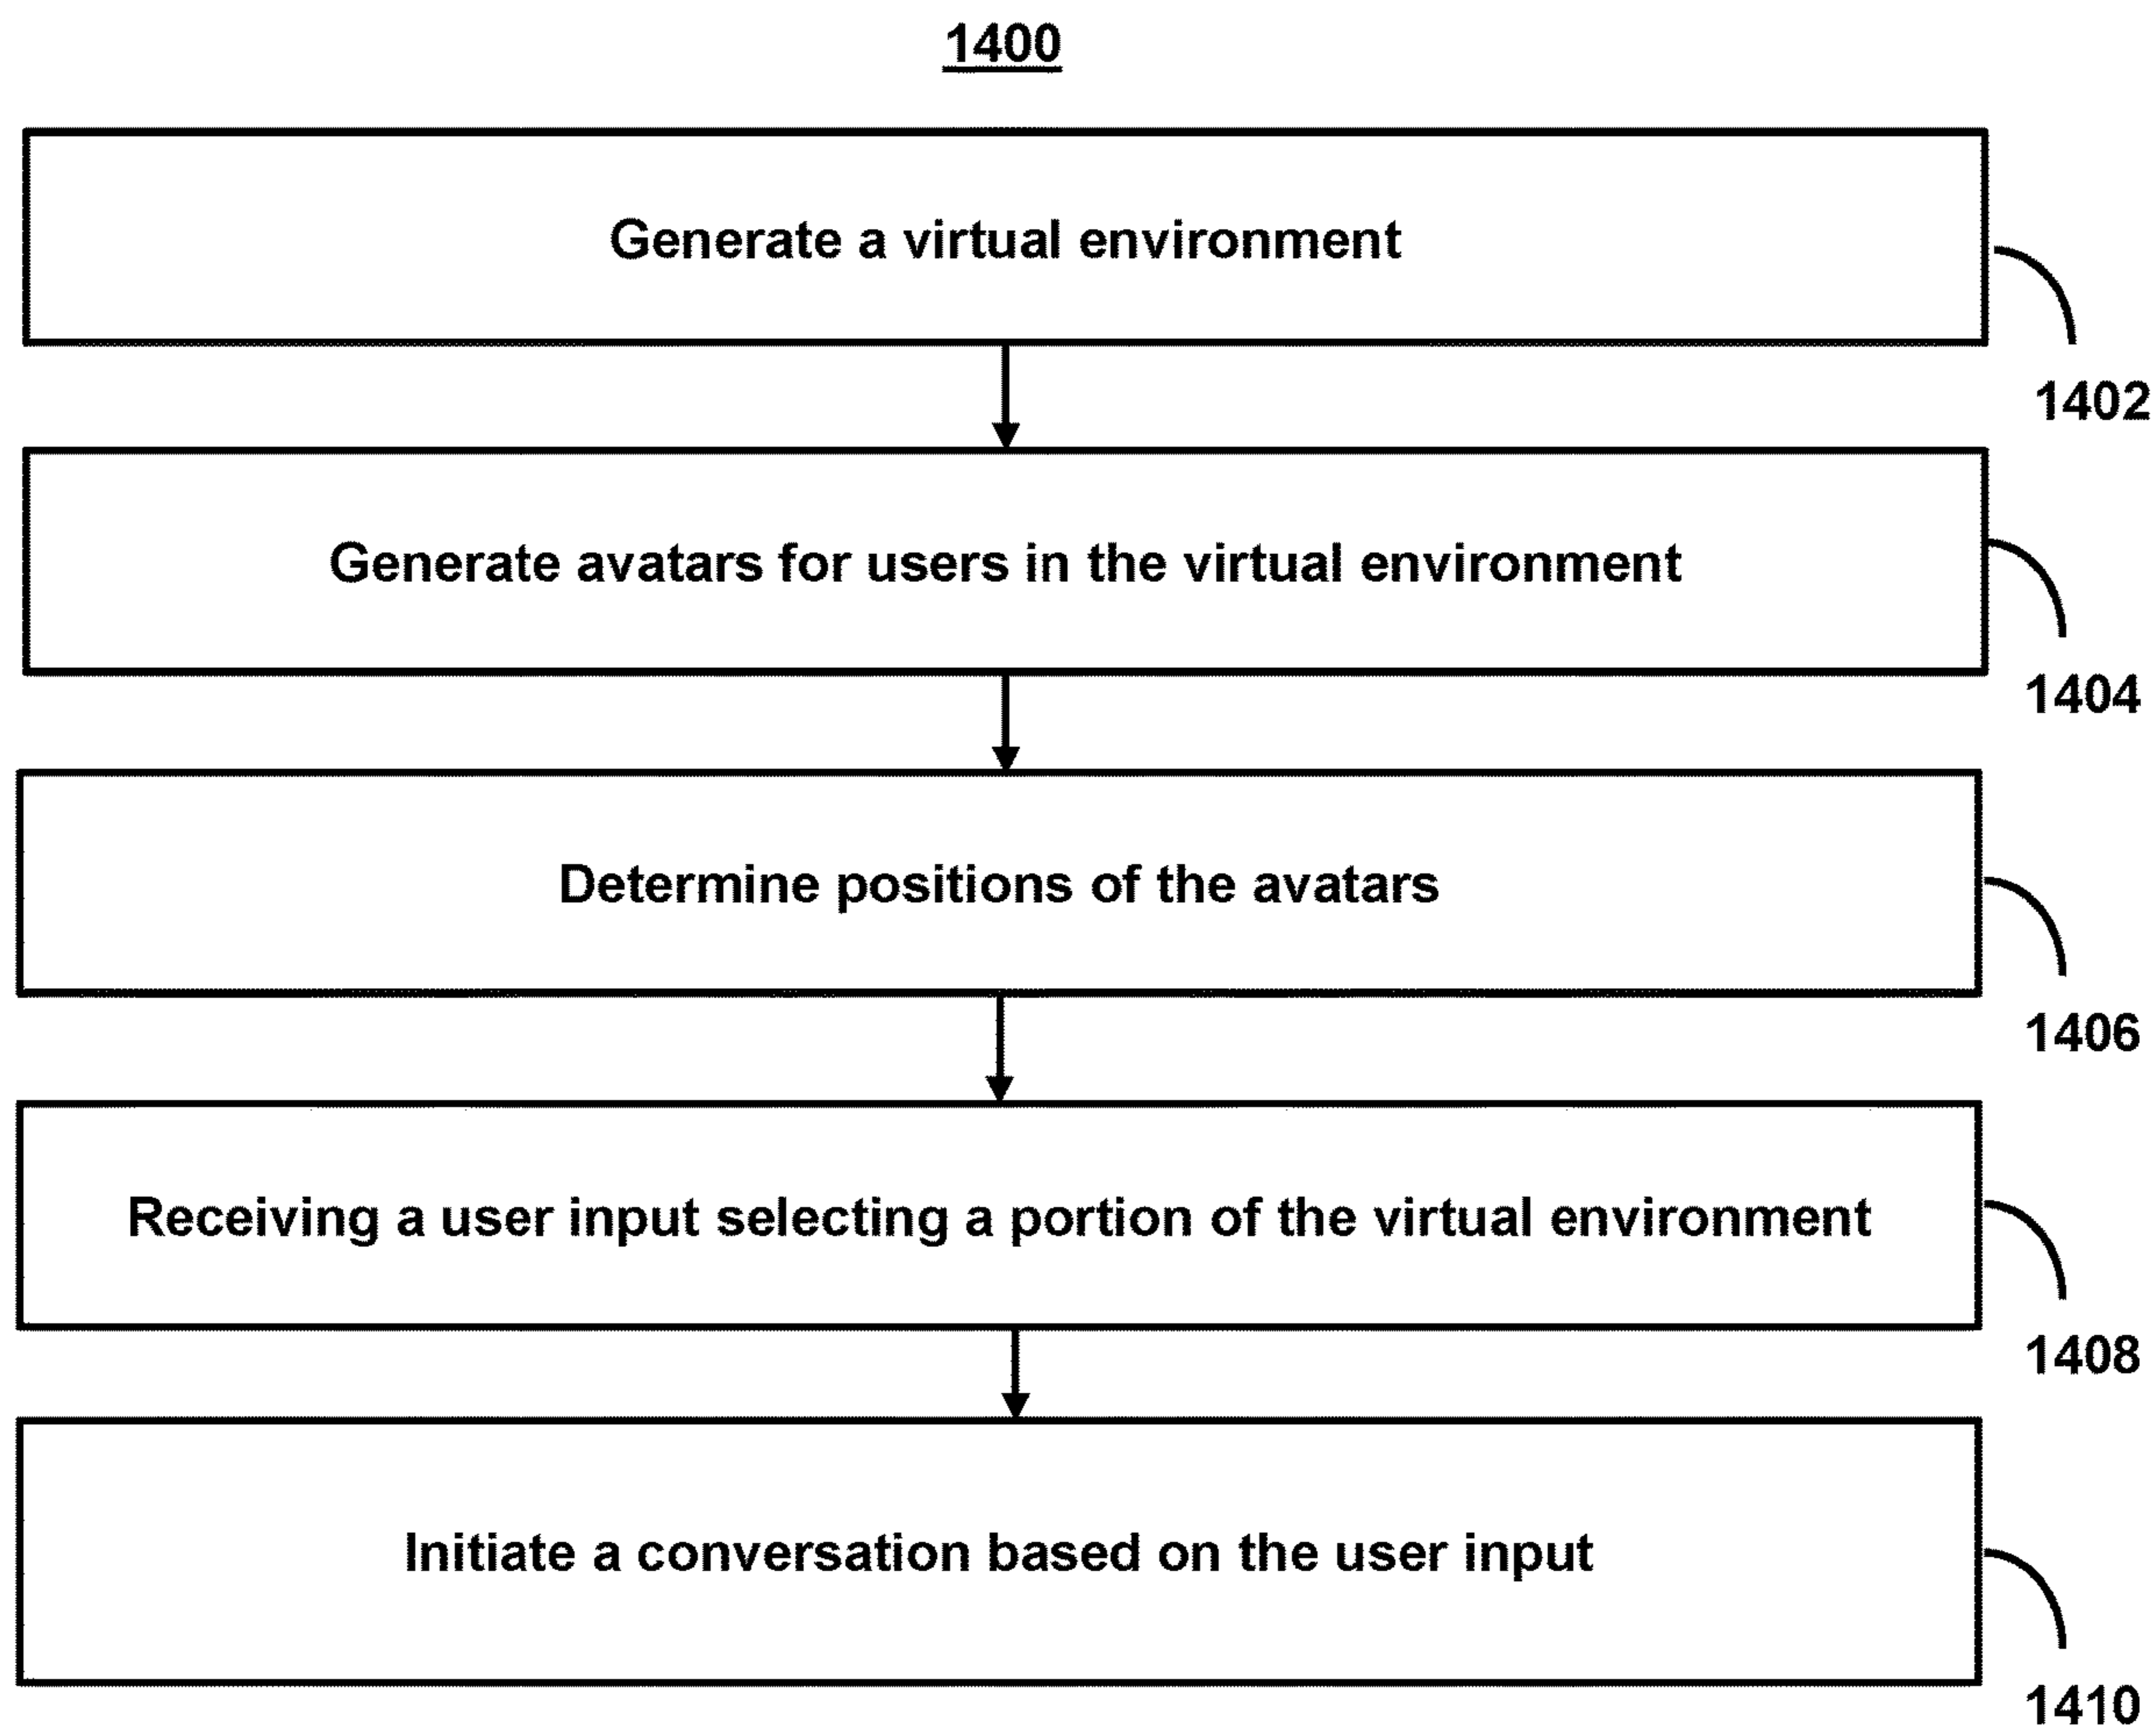 1400
Generate a virtual environment
1402
Generate avatars for users in the virtual environment
1404
Determine positions of the avatars
1406
Receiving a user input selecting a portion of the virtual environment
1408
Initiate a conversation based on the user input
1410